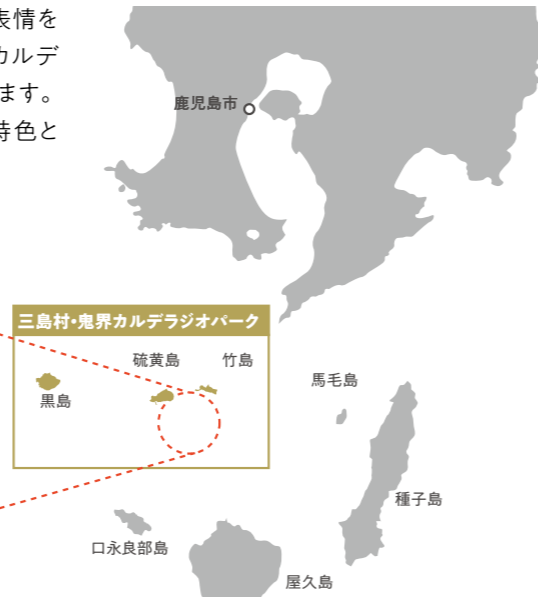 表情を
カルデ
ます。
特色と
鹿児島市
三島村・鬼界カルデラジオパーク
硫黄島
竹島
黒島
馬毛島
種子島
口永良部島
屋久島